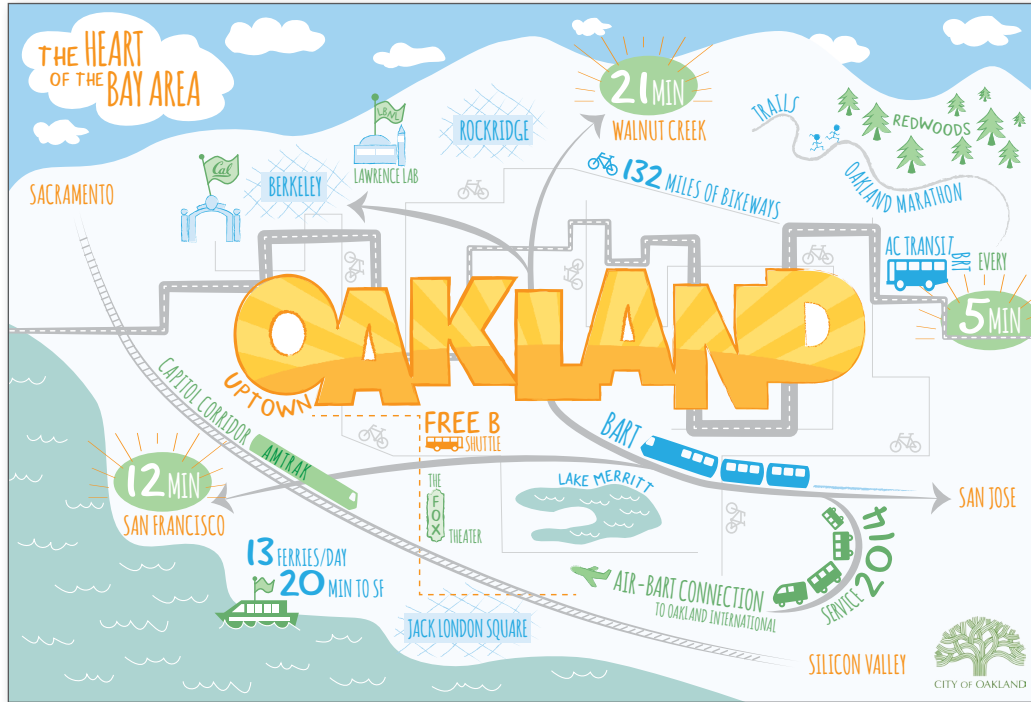 THE HEART
OF THE BAY AREA
21 MIN
WALNUT CREEK
TRAILS
REDWOODS
OAKLAND MARATHON
LBNL
LAWRENCE LAB
ROCKRIDGE
Cal
BERKELEY
132 MILES OF BIKEWAYS
SACRAMENTO
AC TRANSIT
BRT
EVERY
5 MIN
OAKLAND
UPTOWN
CAPITOL CORRIDOR
AMTRAK
FREE B
SHUTTLE
BART
12 MIN
SAN FRANCISCO
THE
FOX
THEATER
LAKE MERRITT
SAN JOSE
13 FERRIES/DAY
20 MIN TO SF
AIR-BART CONNECTION
TO OAKLAND INTERNATIONAL
SERVICE 2014
JACK LONDON SQUARE
SILICON VALLEY
CITY OF OAKLAND